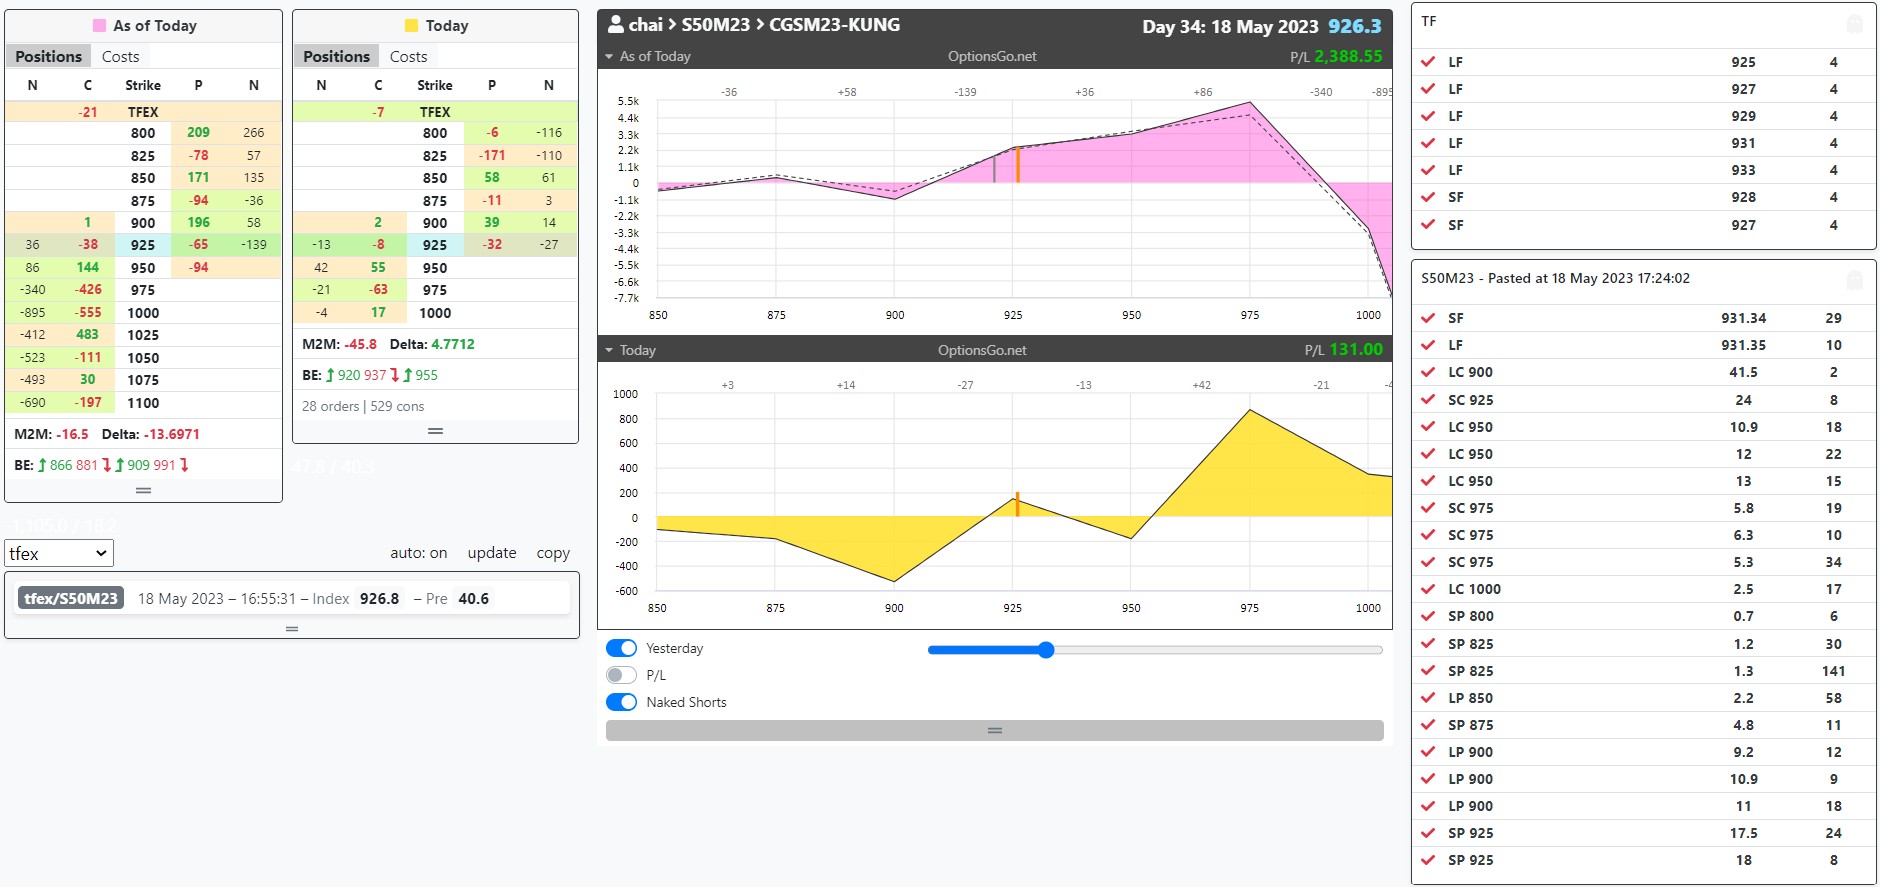 As of Today
Positions Costs
N C Strike P N
-21 TFEX
800 209 266
825 -78 57
850 171 135
875 -94 -36
1 900 196 58
36 -38 925 -65 -139
86 144 950 -94
-340 -426 975
-895 -555 1000
-412 483 1025
-523 -111 1050
-493 30 1075
-690 -197 1100
M2M: -16.5 Delta: -13.6971
BE: 866 881 909 991
Today
Positions Costs
N C Strike P N
-7 TFEX
800 -6 -116
825 -171 -110
850 58 61
875 -11 3
2 900 39 14
-13 -8 925 -32 -27
42 55 950
-21 -63 975
-4 17 1000
M2M: -45.8 Delta: 4.7712
BE: 920 937 955
28 orders | 529 cons
tfex
auto: on update copy
tfex/S50M23 18 May 2023 – 16:55:31 – Index 926.8 – Pre 40.6
chai > S50M23 > CGSM23-KUNG Day 34: 18 May 2023 926.3
As of Today OptionsGo.net P/L 2,388.55
-36 +58 -139 +36 +86 -340 -895
5.5k
4.4k
3.3k
2.2k
1.1k
0
-1.1k
-2.2k
-3.3k
-4.4k
-5.5k
-6.6k
-7.7k
850 875 900 925 950 975 1000
Today OptionsGo.net P/L 131.00
+3 +14 -27 -13 +42 -21 -4
1000
800
600
400
200
0
-200
-400
-600
850 875 900 925 950 975 1000
Yesterday
P/L
Naked Shorts
TF
LF 925 4
LF 927 4
LF 929 4
LF 931 4
LF 933 4
SF 928 4
SF 927 4
S50M23 - Pasted at 18 May 2023 17:24:02
SF 931.34 29
LF 931.35 10
LC 900 41.5 2
SC 925 24 8
LC 950 10.9 18
LC 950 12 22
LC 950 13 15
SC 975 5.8 19
SC 975 6.3 10
SC 975 5.3 34
LC 1000 2.5 17
SP 800 0.7 6
SP 825 1.2 30
SP 825 1.3 141
LP 850 2.2 58
SP 875 4.8 11
LP 900 9.2 12
LP 900 10.9 9
LP 900 11 18
SP 925 17.5 24
SP 925 18 8